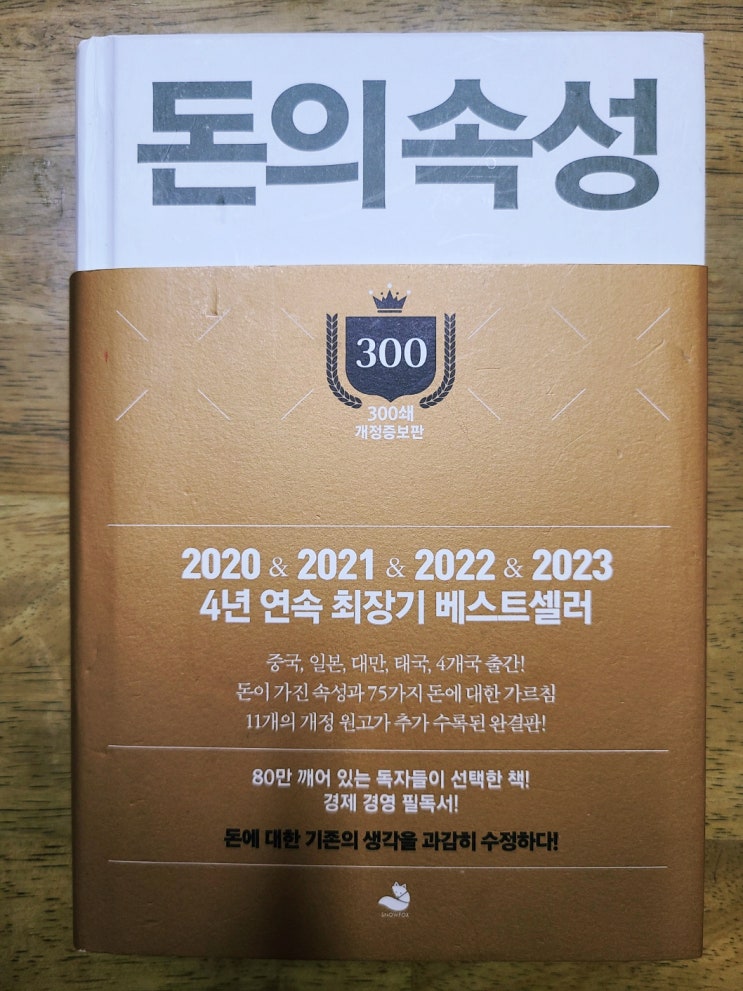 돈의 속성
300
300쇄
개정증보판
2020 & 2021 & 2022 & 2023
4년 연속 최장기 베스트셀러
중국, 일본, 대만, 태국, 4개국 출간!
돈이 가진 속성과 75가지 돈에 대한 가르침
11개의 개정 원고가 추가 수록된 완결판!
80만 깨어 있는 독자들이 선택한 책!
경제 경영 필독서!
돈에 대한 기존의 생각을 과감히 수정하다!
SNOWFOX